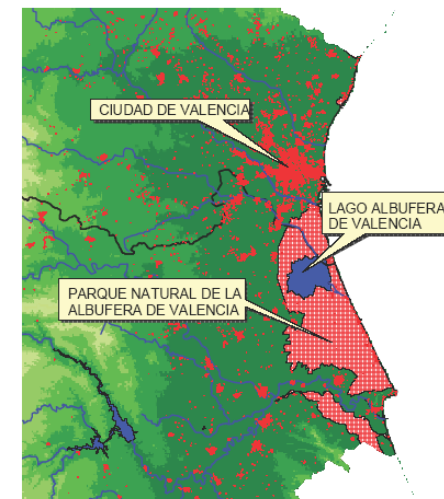 CIUDAD DE VALENCIA
LAGO ALBUFERA
DE VALENCIA
PARQUE NATURAL DE LA
ALBUFERA DE VALENCIA